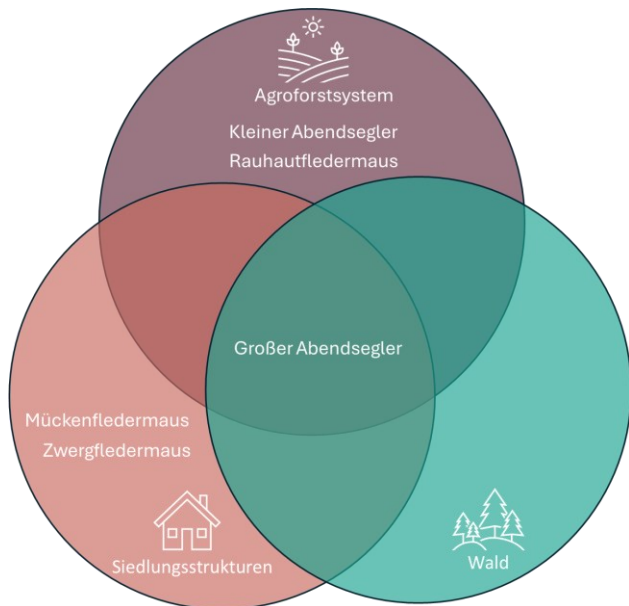 Agroforstsystem
Kleiner Abendsegler
Rauhautfledermaus
Großer Abendsegler
Mückenfledermaus
Zwergfledermaus
Siedlungsstrukturen
Wald